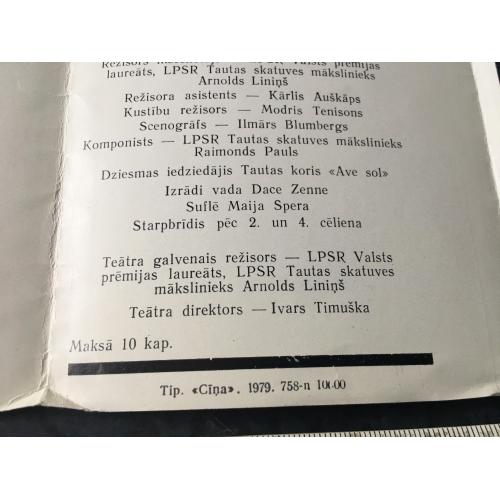 Valsts prēmijas
laureāts, LPSR Tautas skatuves mākslinieks
Arnolds Liniņš
Režisora asistents — Kārlis Auškāps
Kustību režisors — Modris Tenisons
Scenogrāfs — Ilmārs Blumbergs
Komponists — LPSR Tautas skatuves mākslinieks
Raimonds Pauls
Dziesmas iedziedājis Tautas koris «Ave sol»
Izrādi vada Dace Zenne
Suflē Maija Spera
Starpbrīdis pēc 2. un 4. cēliena
Teātra galvenais režisors — LPSR Valsts
prēmijas laureāts, LPSR Tautas skatuves
mākslinieks Arnolds Liniņš
Teātra direktors — Ivars Timuška
Maksā 10 kap.
Tip. «Cīņa». 1979. 758-n